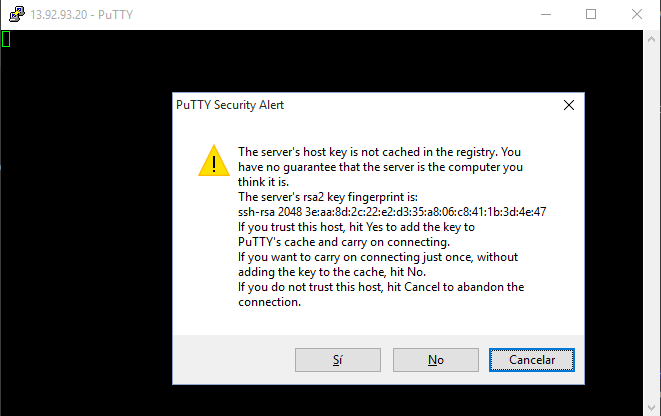 13.92.93.20 - PuTTY
PuTTY Security Alert
The server's host key is not cached in the registry. You
have no guarantee that the server is the computer you
think it is.
The server's rsa2 key fingerprint is:
ssh-rsa 2048 3e:aa:8d:2c:22:e2:d3:35:a8:06:c8:41:1b:3d:4e:47
If you trust this host, hit Yes to add the key to
PuTTY's cache and carry on connecting.
If you want to carry on connecting just once, without
adding the key to the cache, hit No.
If you do not trust this host, hit Cancel to abandon the
connection.
Sí
No
Cancelar